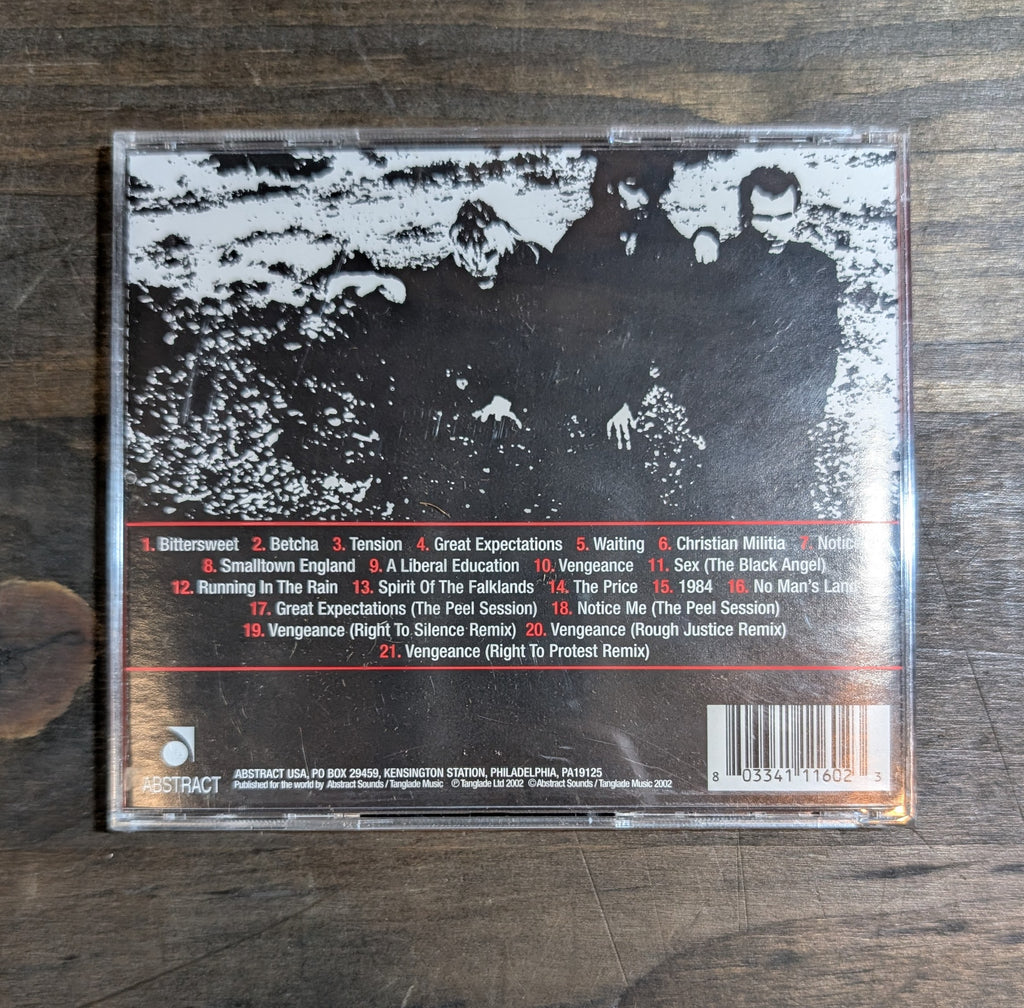 1. Bittersweet 2. Betcha 3. Tension 4. Great Expectations 5. Waiting 6. Christian Militia 7. Notice
8. Smalltown England 9. A Liberal Education 10. Vengeance 11. Sex (The Black Angel)
12. Running In The Rain 13. Spirit Of The Falklands 14. The Price 15. 1984 16. No Man's Land
17. Great Expectations (The Peel Session) 18. Notice Me (The Peel Session)
19. Vengeance (Right To Silence Remix) 20. Vengeance (Rough Justice Remix)
21. Vengeance (Right To Protest Remix)
ABSTRACT
ABSTRACT USA, PO BOX 29459, KENSINGTON STATION, PHILADELPHIA, PA19125
Published for the world by Abstract Sounds / Tanglade Music ℗Tanglade Ltd 2002 ©Abstract Sounds / Tanglade Music 2002
8 03341 11602 3